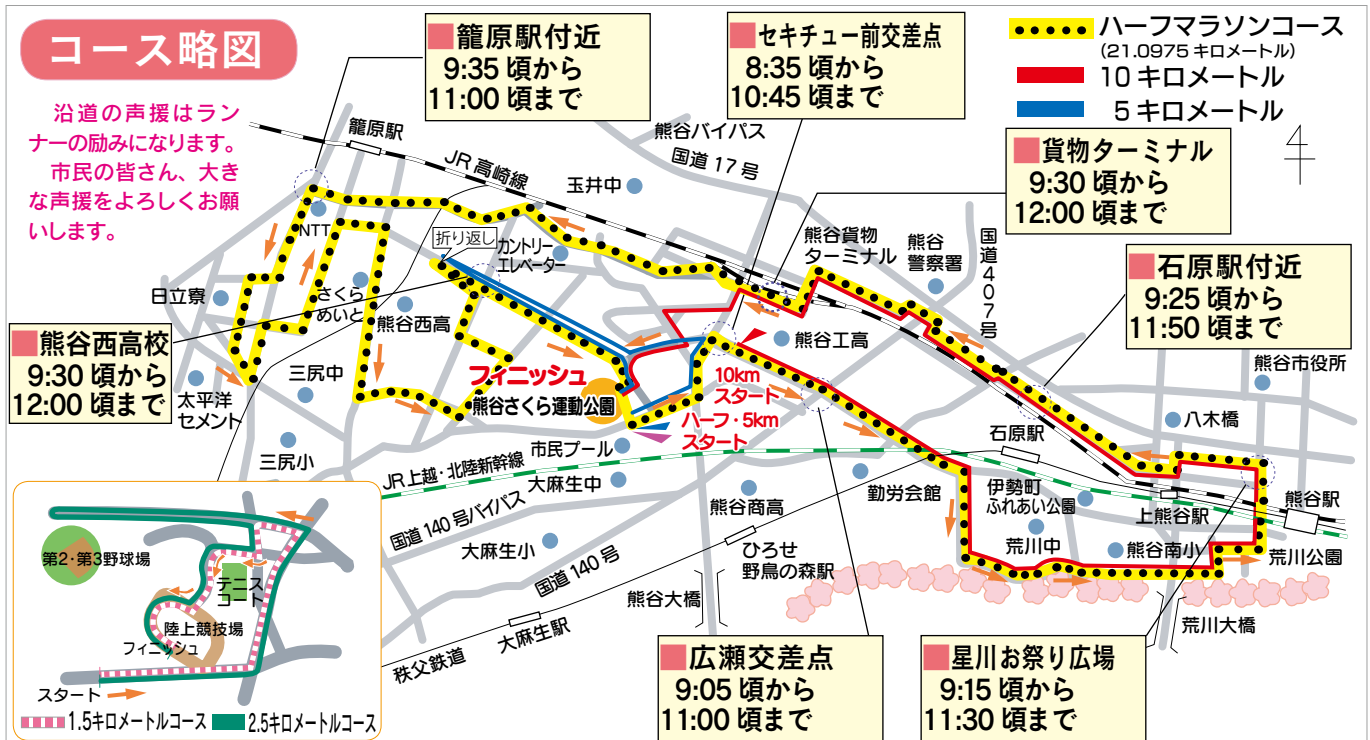 コース略図
沿道の声援はラン
ナーの励みになります。
市民の皆さん、大き
な声援をよろしくお願
いします。
■籠原駅付近
9:35 頃から
11:00 頃まで
■セキチュー前交差点
8:35 頃から
10:45 頃まで
ハーフマラソンコース
(21.0975 キロメートル)
10 キロメートル
5 キロメートル
■貨物ターミナル
9:30 頃から
12:00 頃まで
■石原駅付近
9:25 頃から
11:50 頃まで
■熊谷西高校
9:30 頃から
12:00 頃まで
■広瀬交差点
9:05 頃から
11:00 頃まで
■星川お祭り広場
9:15 頃から
11:30 頃まで
籠原駅
JR 高崎線
熊谷バイパス
国道 17 号
玉井中
NTT
折り返し
カントリー
エレベーター
熊谷貨物
ターミナル
熊谷
警察署
国道407号
日立寮
さくら
めいと
熊谷西高
熊谷工高
熊谷市役所
太平洋
セメント
三尻中
フィニッシュ
熊谷さくら運動公園
10km
スタート
ハーフ・5km
スタート
八木橋
石原駅
三尻小
市民プール
JR 上越・北陸新幹線
大麻生中
勤労会館
伊勢町
ふれあい公園
上熊谷駅
熊谷駅
国道 140 号バイパス
熊谷商高
大麻生小
国道 140 号
ひろせ
野鳥の森駅
荒川中
熊谷南小
荒川公園
熊谷大橋
荒川大橋
大麻生駅
秩父鉄道
第2・第3野球場
テニス
コート
陸上競技場
フィニッシュ
スタート
1.5キロメートルコース
2.5キロメートルコース